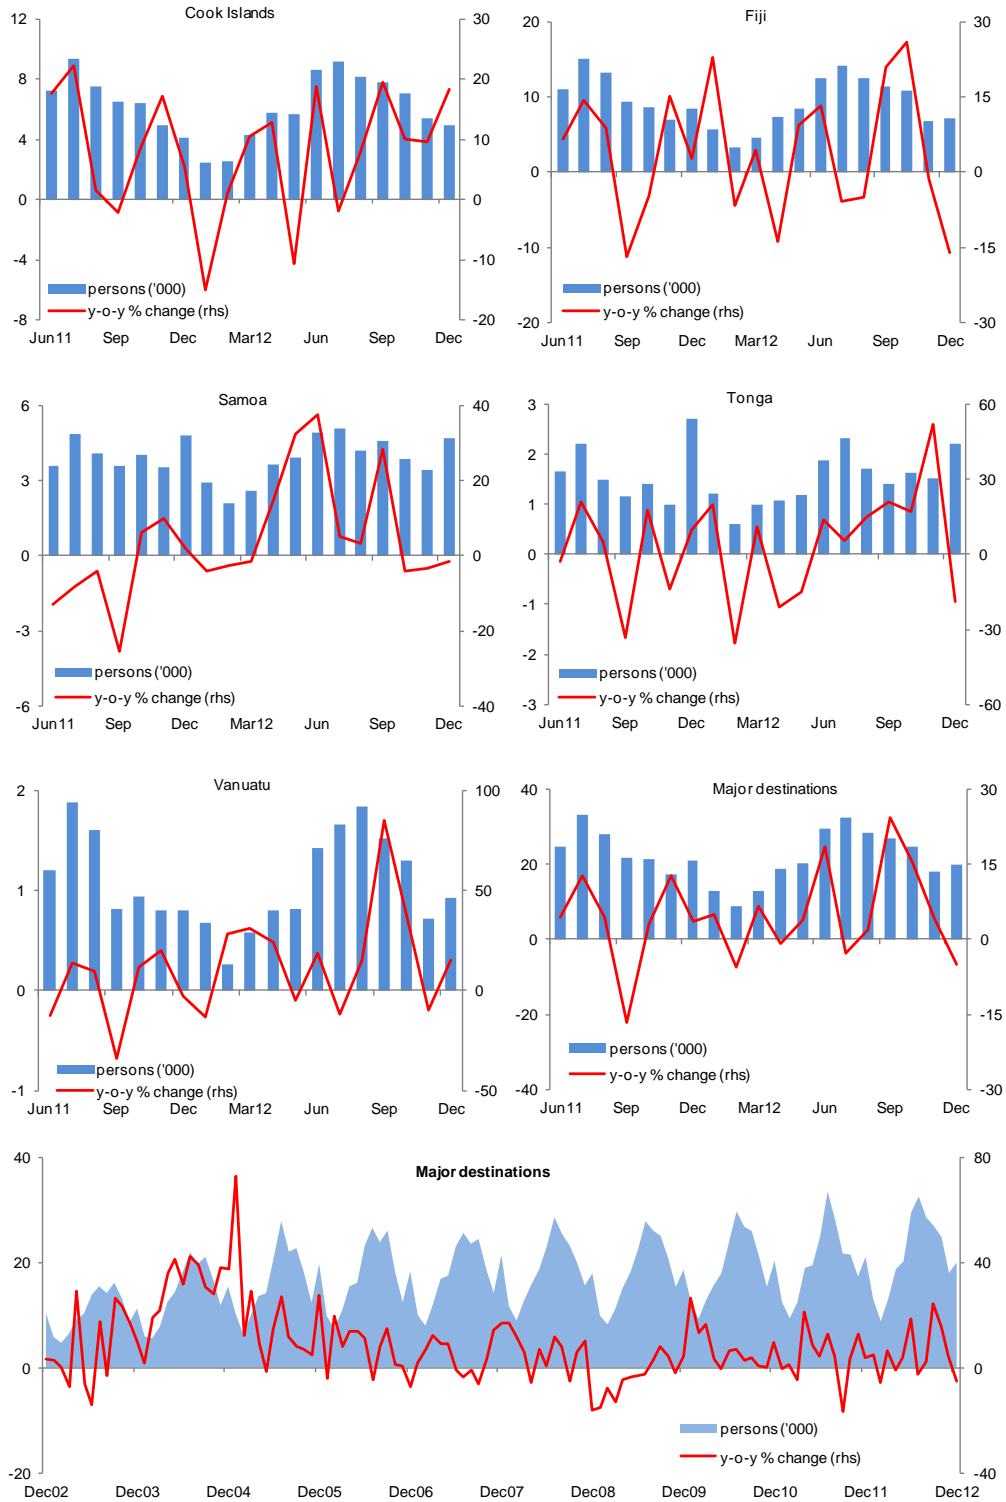 Cook Islands
12
8
4
0
-4
-8
30
20
10
0
-10
-20
persons ('000)
y-o-y % change (rhs)
Jun11 Sep Dec Mar12 Jun Sep Dec
Fiji
20
10
0
-10
-20
30
15
0
-15
-30
persons ('000)
y-o-y % change (rhs)
Jun11 Sep Dec Mar12 Jun Sep Dec
Samoa
6
3
0
-3
-6
40
20
0
-20
-40
persons ('000)
y-o-y % change (rhs)
Jun11 Sep Dec Mar12 Jun Sep Dec
Tonga
3
2
1
0
-1
-2
-3
60
30
0
-30
-60
persons ('000)
y-o-y % change (rhs)
Jun11 Sep Dec Mar12 Jun Sep Dec
Vanuatu
2
1
0
-1
100
50
0
-50
persons ('000)
y-o-y % change (rhs)
Jun11 Sep Dec Mar12 Jun Sep Dec
Major destinations
40
20
0
-20
-40
30
15
0
-15
-30
persons ('000)
y-o-y % change (rhs)
Jun11 Sep Dec Mar12 Jun Sep Dec
Major destinations
40
20
0
-20
80
40
0
-40
persons ('000)
y-o-y % change (rhs)
Dec02 Dec03 Dec04 Dec05 Dec06 Dec07 Dec08 Dec09 Dec10 Dec11 Dec12